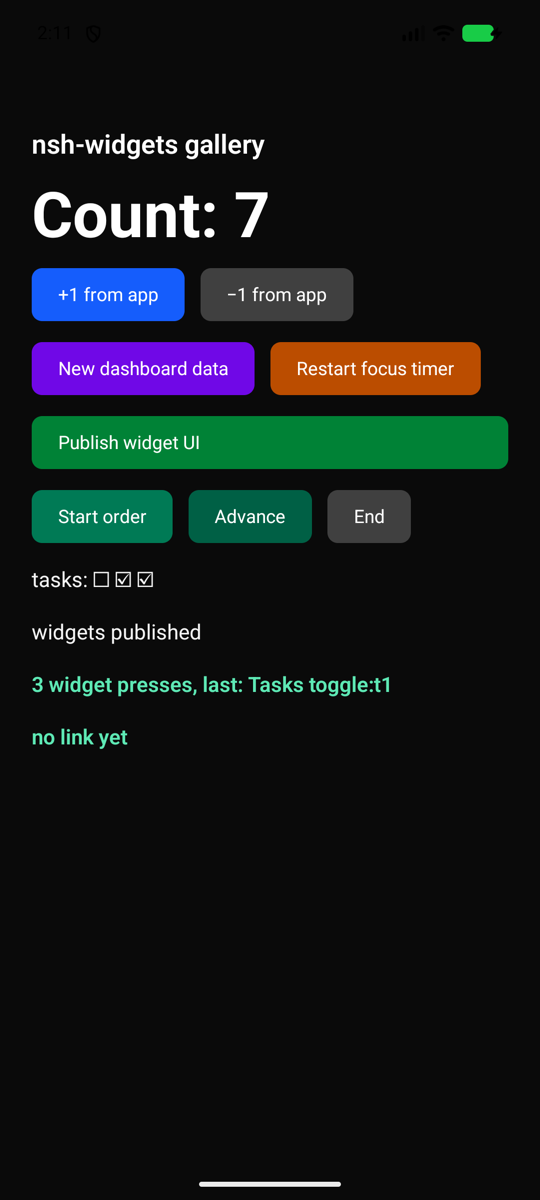 2:11
nsh-widgets gallery
Count: 7
+1 from app
−1 from app
New dashboard data
Restart focus timer
Publish widget UI
Start order
Advance
End
tasks: ☐ ☑ ☑
widgets published
3 widget presses, last: Tasks toggle:t1
no link yet